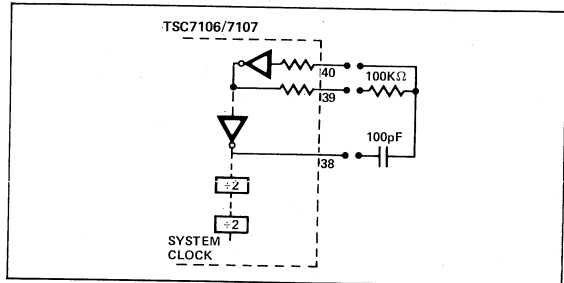 TSC7106/7107
40
100KΩ
39
100pF
38
÷2
÷2
SYSTEM
CLOCK